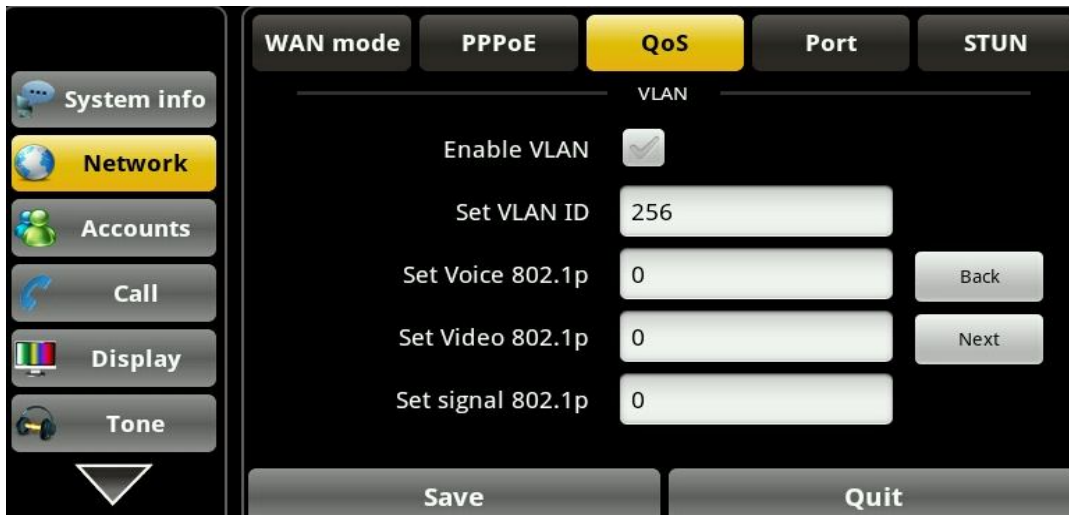 WAN mode
PPPoE
QoS
Port
STUN
System info
Network
Accounts
Call
Display
Tone
VLAN
Enable VLAN
Set VLAN ID
256
Set Voice 802.1p
0
Back
Set Video 802.1p
0
Next
Set signal 802.1p
0
Save
Quit